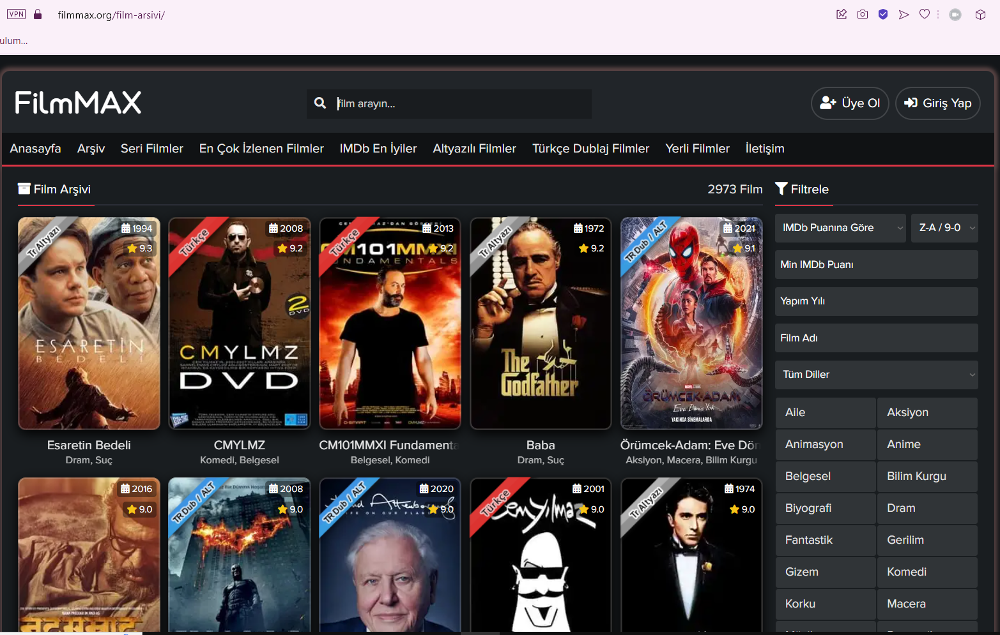 VPN
filmmax.org/film-arsivi/
ulum...
FilmMAX
film arayın...
Üye Ol
Giriş Yap
Anasayfa Arşiv Seri Filmler En Çok İzlenen Filmler IMDb En İyiler Altyazılı Filmler Türkçe Dublaj Filmler Yerli Filmler İletişim
Film Arşivi
2973 Film
Filtrele
Tr Altyazı
1994
9.3
ESARETİN
BEDELİ
Esaretin Bedeli
Dram, Suç
Türkçe
2008
9.2
2
DVD
CMYLMZ
DVD
CMYLMZ
Komedi, Belgesel
Türkçe
2013
9.2
CM101MMXI
FUNDAMENTALS
CM101MMXI Fundamenta
Belgesel, Komedi
Tr Altyazı
1972
9.2
The
Godfather
Baba
Dram, Suç
TR Dub / ALT
2021
9.1
ÖRÜMCEK-ADAM
Eve Dönüş Yok
YAKINDA SİNEMALARDA
Örümcek-Adam: Eve Dön
Aksiyon, Macera, Bilim Kurgu
2016
9.0
TR Dub / ALT
2008
9.0
TR Dub / ALT
2020
9.0
Türkçe
2001
9.0
cemyılmaz
Tr Altyazı
1974
9.0
IMDb Puanına Göre
Z-A / 9-0
Min IMDb Puanı
Yapım Yılı
Film Adı
Tüm Diller
Aile Aksiyon
Animasyon Anime
Belgesel Bilim Kurgu
Biyografi Dram
Fantastik Gerilim
Gizem Komedi
Korku Macera